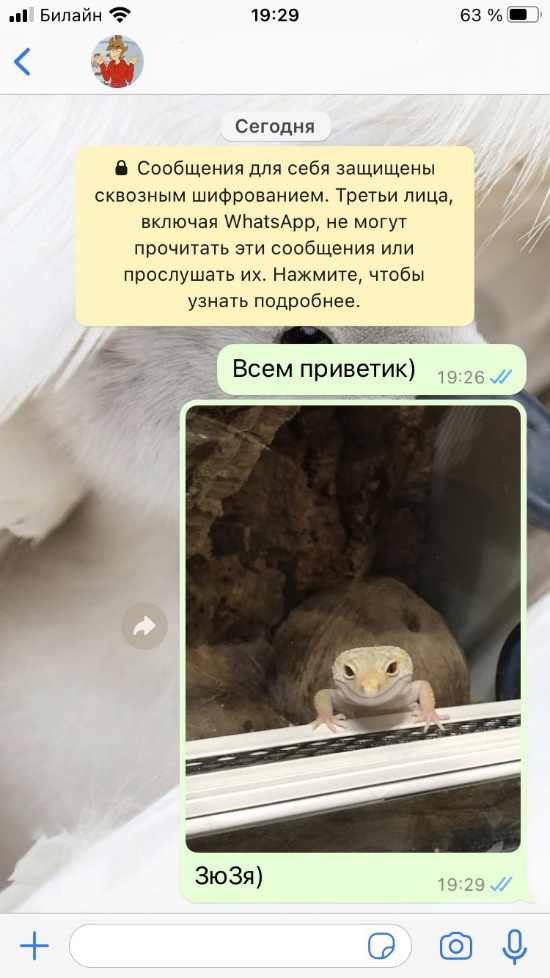 Билайн 19:29 63 %
Сегодня
Сообщения для себя защищены
сквозным шифрованием. Третьи лица,
включая WhatsApp, не могут
прочитать эти сообщения или
прослушать их. Нажмите, чтобы
узнать подробнее.
Всем приветик) 19:26
ЗюЗя) 19:29